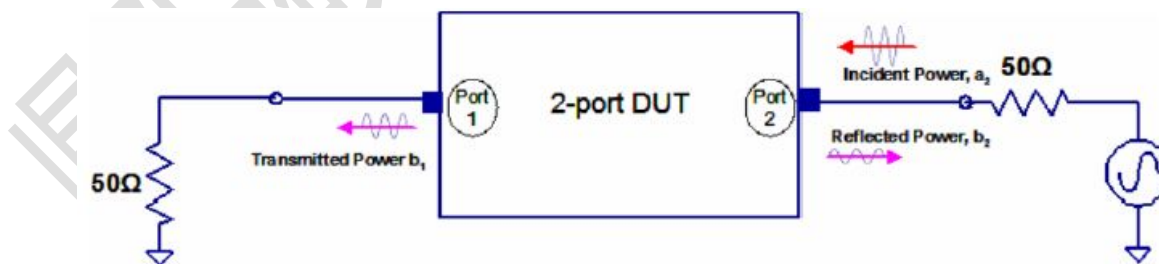 Incident Power, a₂
50Ω
Port
1
2-port DUT
Port
2
Transmitted Power b₁
Reflected Power, b₂
50Ω